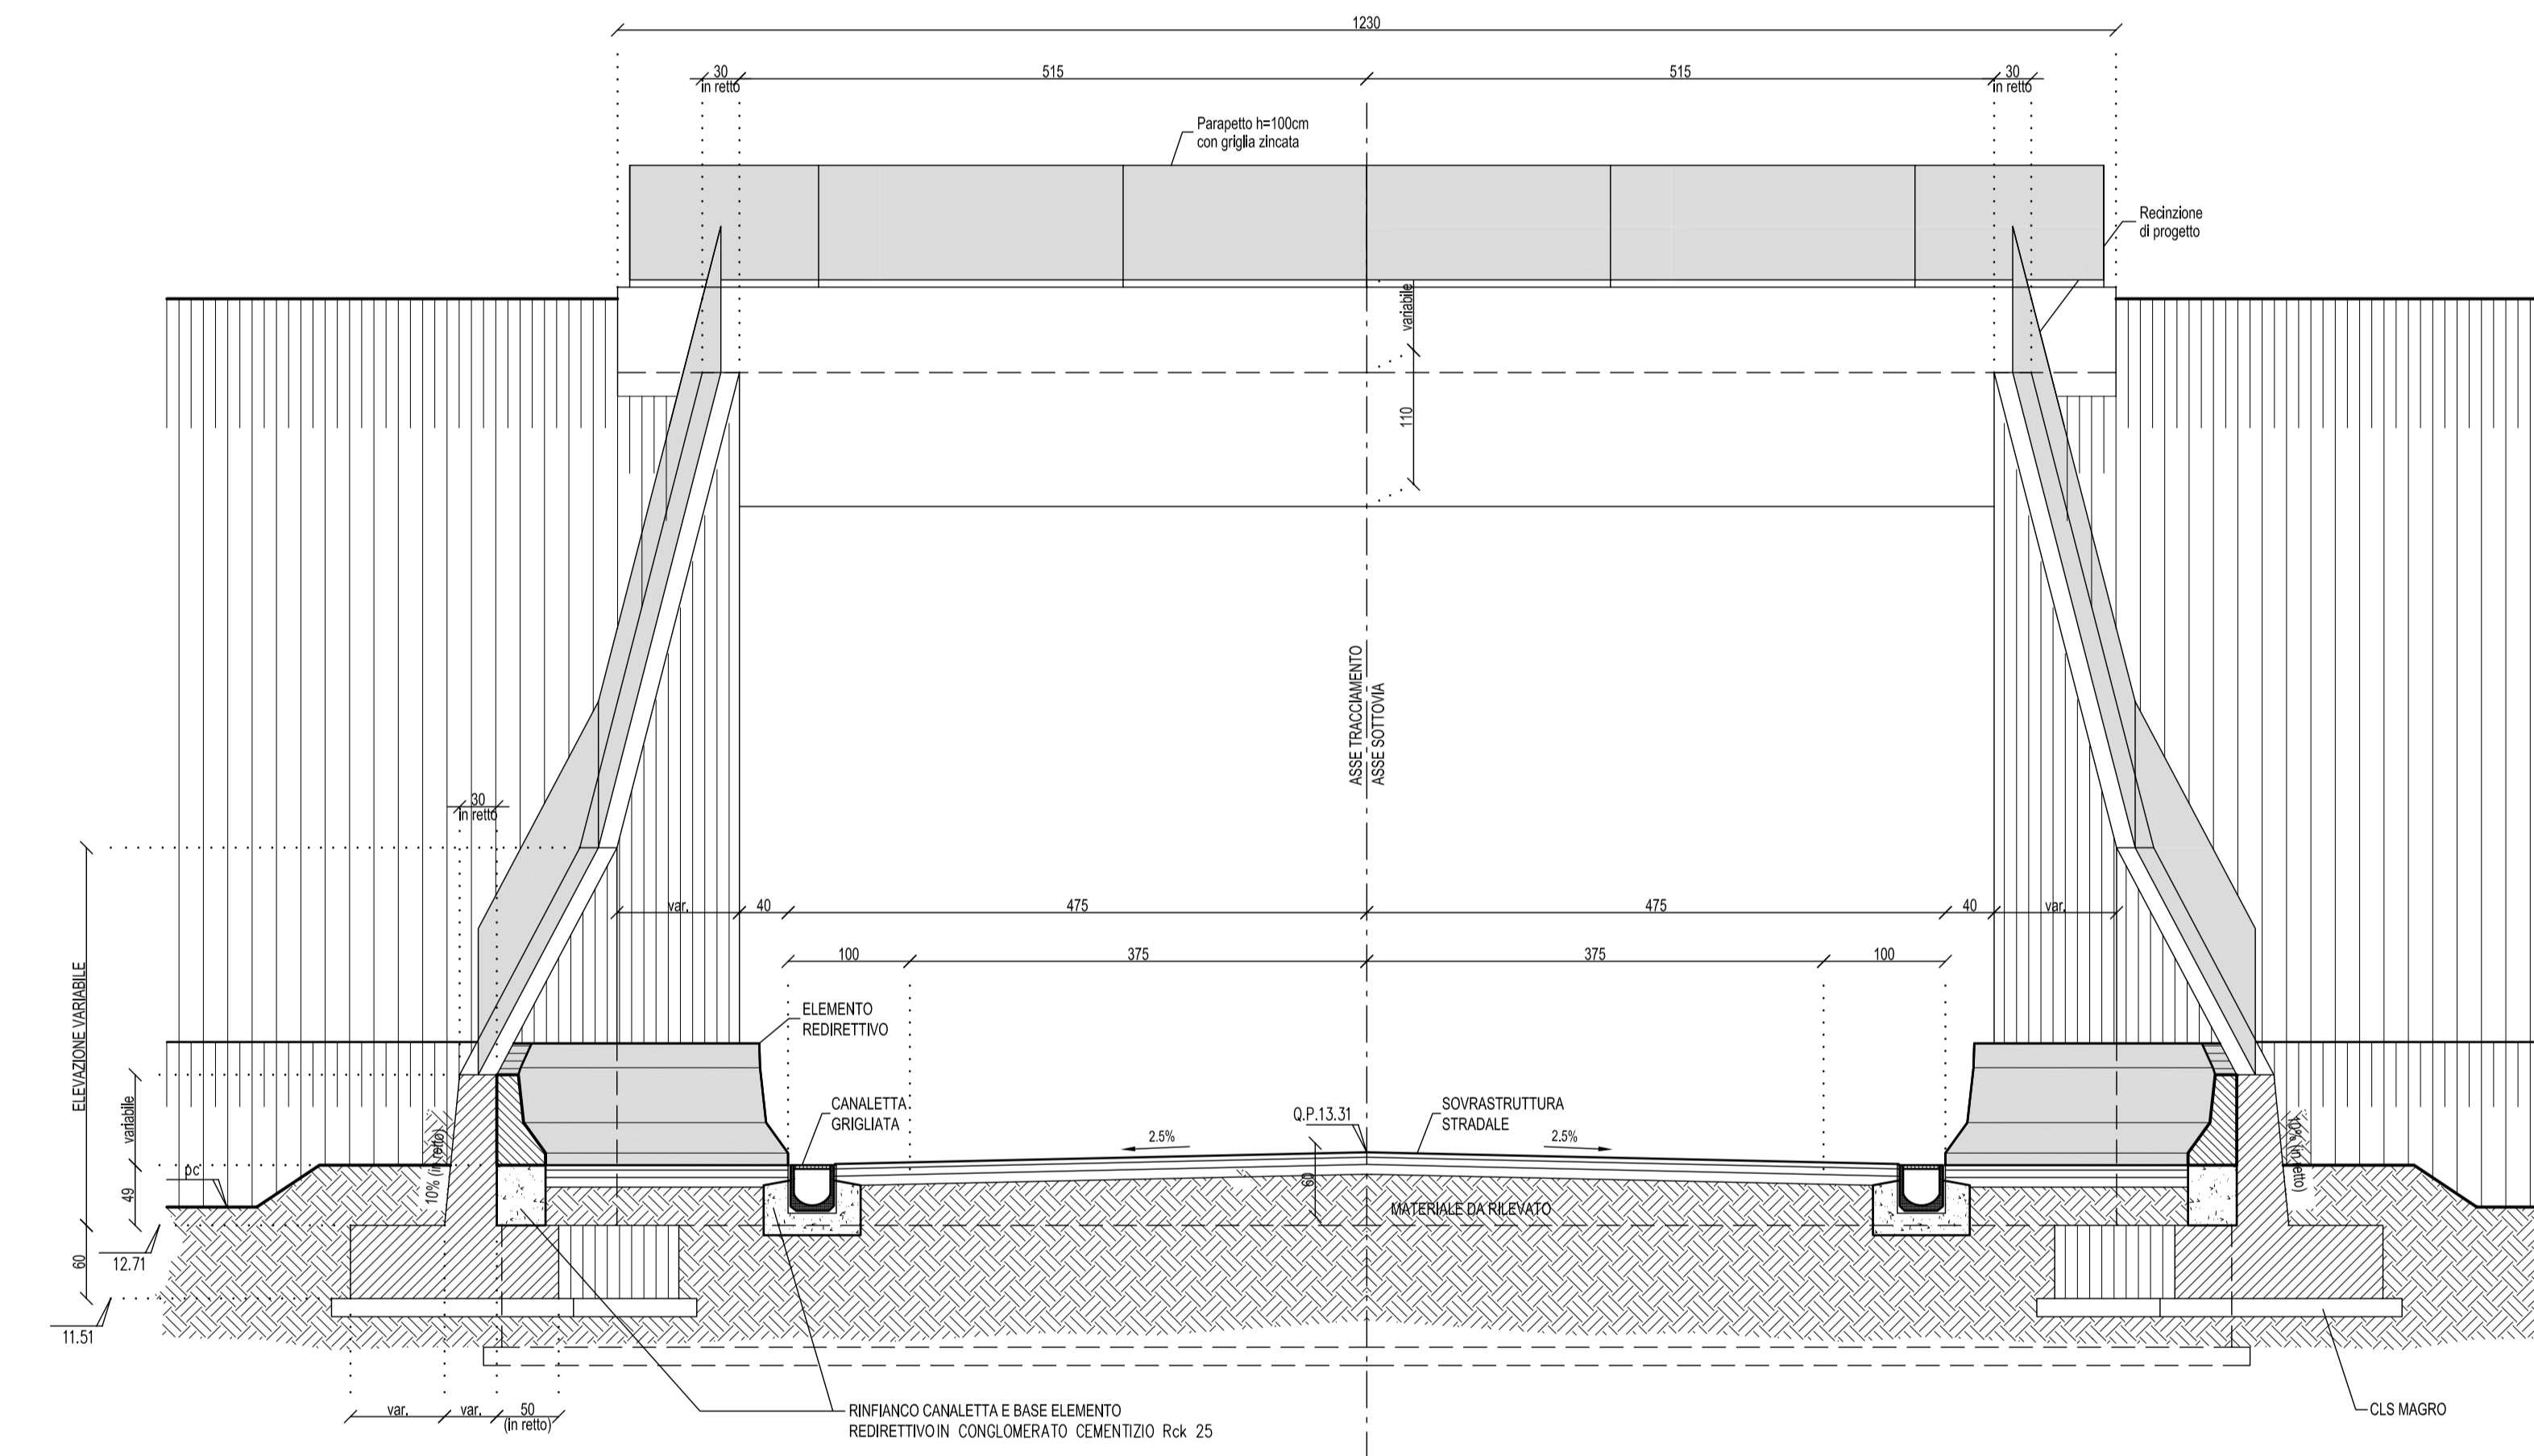 1230
30
in retto
515
515
30
in retto
Parapetto h=100cm
con griglia zincata
Recinzione
di progetto
variabile
110
ASSE TRACCIAMENTO
ASSE SOTTOVIA
30
in retto
var.
40
475
475
40
var.
100
375
375
100
ELEVAZIONE VARIABILE
ELEMENTO
REDIRETTIVO
CANALETTA
GRIGLIATA
Q.P.13.31
SOVRASTRUTTURA
STRADALE
2.5%
2.5%
variabile
10% (in retto)
10% (in retto)
pc
49
60
MATERIALE DA RILEVATO
12.71
60
11.51
var.
var.
50
(in retto)
RINFIANCO CANALETTA E BASE ELEMENTO
REDIRETTIVO IN CONGLOMERATO CEMENTIZIO Rck 25
CLS MAGRO